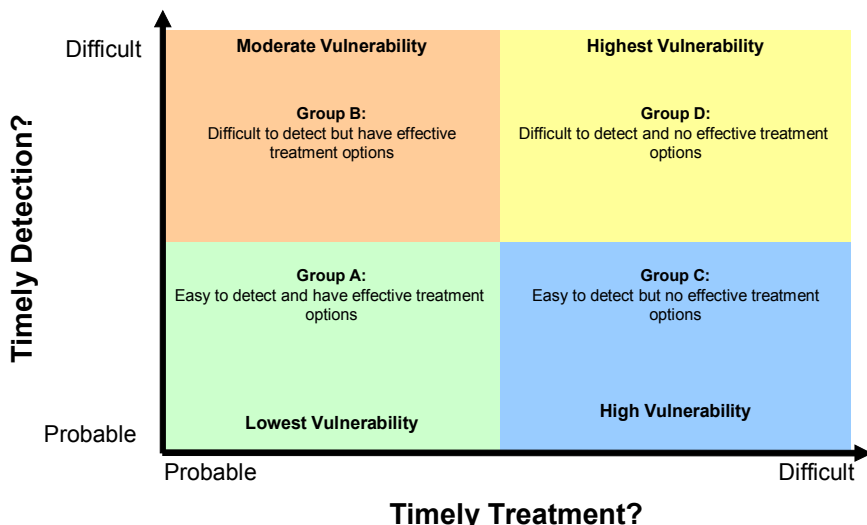 Difficult
Moderate Vulnerability
Highest Vulnerability
Group B:
Difficult to detect but have effective
treatment options
Group D:
Difficult to detect and no effective treatment
options
Timely Detection?
Group A:
Easy to detect and have effective treatment
options
Group C:
Easy to detect but no effective treatment
options
Lowest Vulnerability
High Vulnerability
Probable
Probable
Difficult
Timely Treatment?